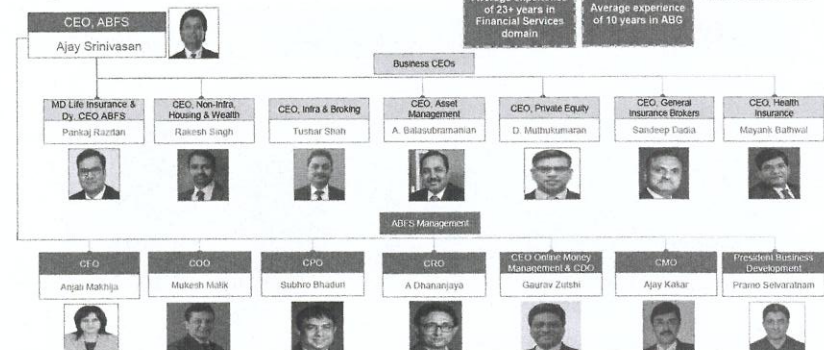 of 23+ years in
Financial Services
domain
Average experience
of 10 years in ABG
CEO, ABFS
Ajay Srinivasan
Business CEOs
MD Life Insurance &
Dy. CEO ABFS
Pankaj Razdan
CEO, Non-Infra,
Housing & Wealth
Rakesh Singh
CEO, Infra & Broking
Tushar Shah
CEO, Asset
Management
A. Balasubramanian
CEO, Private Equity
D. Muthukumaran
CEO, General
Insurance Brokers
Sandeep Dadia
CEO, Health
Insurance
Mayank Bathwal
ABFS Management
CFO
Anjali Makhija
COO
Mukesh Malik
CPO
Subhro Bhaduri
CRO
A Dhananjaya
CEO Online Money
Management & CDO
Gaurav Zutshi
CMO
Ajay Kakar
President Business
Development
Pramo Selvaratnam